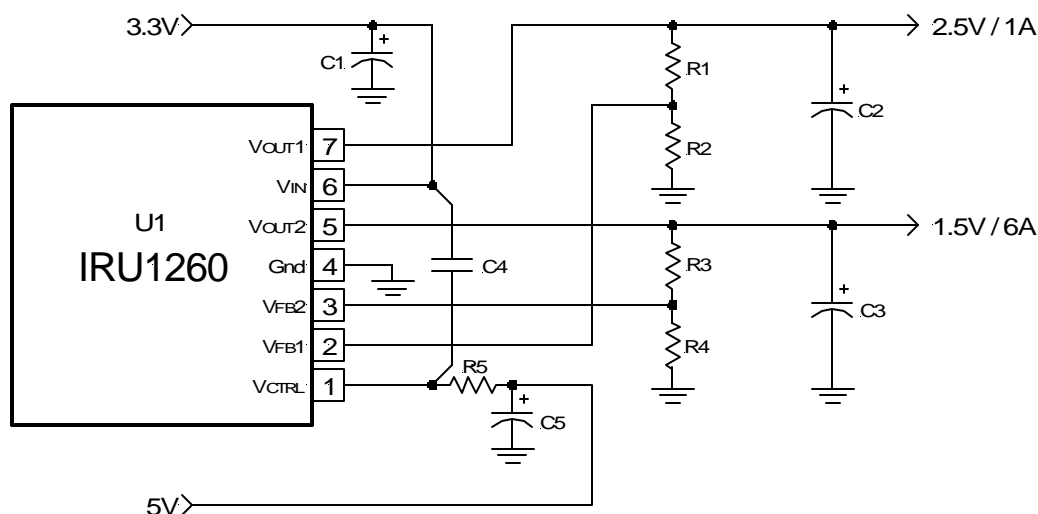 3.3V
2.5V / 1A
C1
+
R1
+
C2
R2
VOUT1 7
VIN 6
VOUT2 5
Gnd 4
VFB2 3
VFB1 2
VCTRL 1
U1
IRU1260
1.5V / 6A
C4
R3
+
C3
R4
R5
+
C5
5V